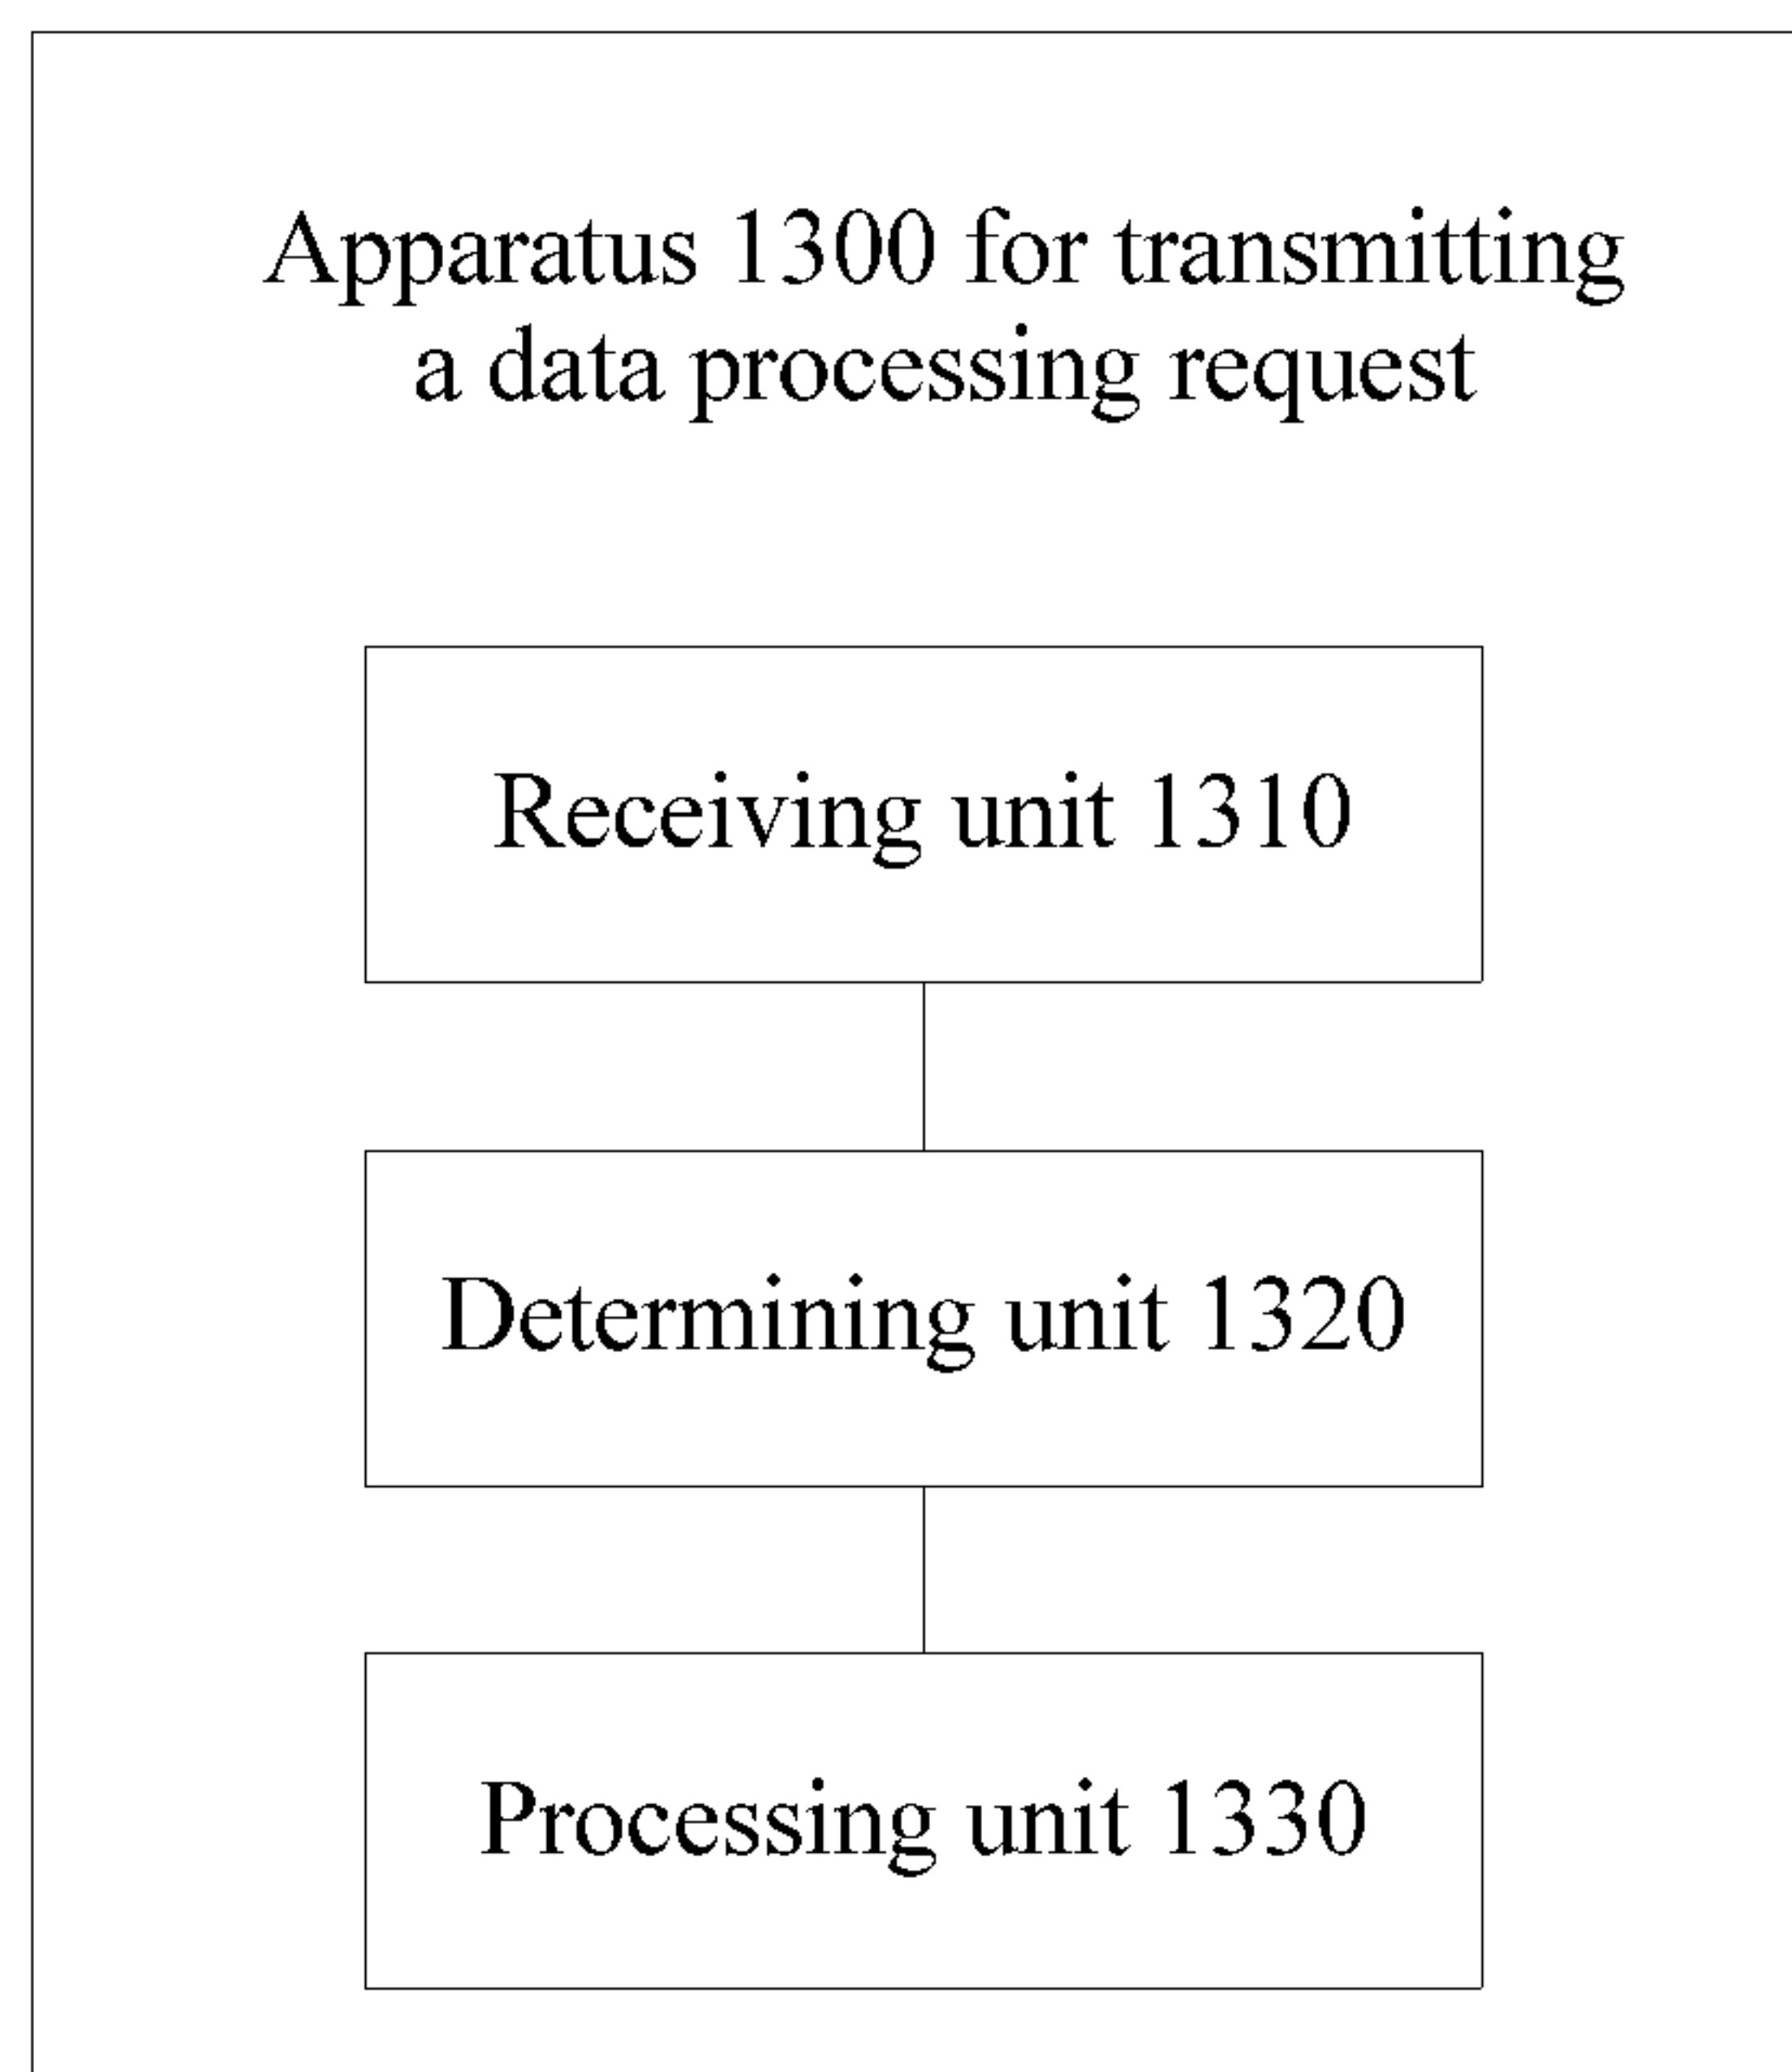 Apparatus 1300 for transmitting
a data processing request
Receiving unit 1310
Determining unit 1320
Processing unit 1330